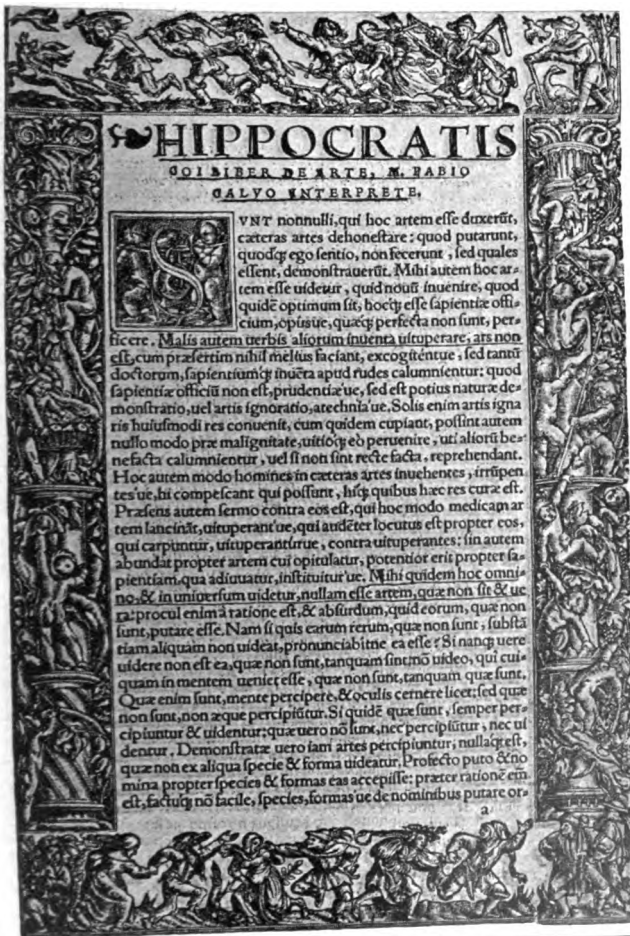 HIPPOCRATIS
COI LIBER DE ARTE, M. FABIO
CALVO INTERPRETE.
SVNT nonnulli, qui hoc artem esse duxerūt,
cæteras artes dehonestare: quod putarunt,
quodq; ego sentio, non fecerunt, sed quales
essent, demonstrauerūt. Mihi autem hoc ar-
tem esse uidetur, quid nouū inuenire, quod
quidē optimum sit, hocq; esse sapientiæ offi-
cium, opúsue, quæq; perfecta non sunt, per-
ficere. Malis autem uerbis aliorum inuenta uituperare, ars non
est, cum præsertim nihil melius faciant, excogitēntue, sed tantū
doctorum, sapientiumq; inuēta apud rudes calumnientur: quod
sapientiæ officiū non est, prudentiæ'ue, sed est potius naturæ de-
monstratio, uel artis ignoratio, atechnia'ue. Solis enim artis igna
ris huiusmodi res conuenit, cum quidem cupiant, possint autem
nullo modo præ malignitate, uitioq; eò peruenire, uti aliorū be-
nefacta calumnientur, uel si non sint recte facta, reprehendant.
Hoc autem modo homines in cæteras artes inuehentes, irrūpen
tes'ue, hi compescant qui possunt, hisq; quibus hæc res curæ est.
Præsens autem sermo contra eos est, qui hoc modo medicam ar
tem lancināt, uituperant'ue, qui audēter locutus est propter eos,
qui carpuntur, uituperantúrue, contra uituperantes: sin autem
abundat propter artem cui opitulatur, potentior erit propter sa-
pientiam, qua adiuuatur, instituitur'ue. Mihi quidem hoc omni
no, & in uniuersum uidetur, nullam esse artem, quæ non sit & ue
ra: procul enim à ratione est, & absurdum, quid eorum, quæ non
sunt, putare esse. Nam si quis earum rerum, quæ non sunt, substā
tiam aliquam non uideat, pronunciabitne ea esse? Si nanq; uere
uidere non est ea, quæ non sunt, tanquam sint: nō uideo, qui cui-
quam in mentem ueniet esse, quæ non sunt, tanquam quæ sunt.
Quæ enim sunt, mente percipere, & oculis cernere licet: sed quæ
non sunt, non æque percipiūtur. Si quidē quæ sunt, semper per-
cipiuntur & uidentur: quæ uero nō sunt, nec percipiūtur, nec ui
dentur. Demonstratæ uero iam artes percipiuntur, nullaq; est,
quæ non ex aliqua specie & forma uideatur. Profecto puto & no
mina propter species & formas eas accepisse: præter rationē em̄
est, factuq; nō facile, species, formas'ue de nominibus putare or-
a